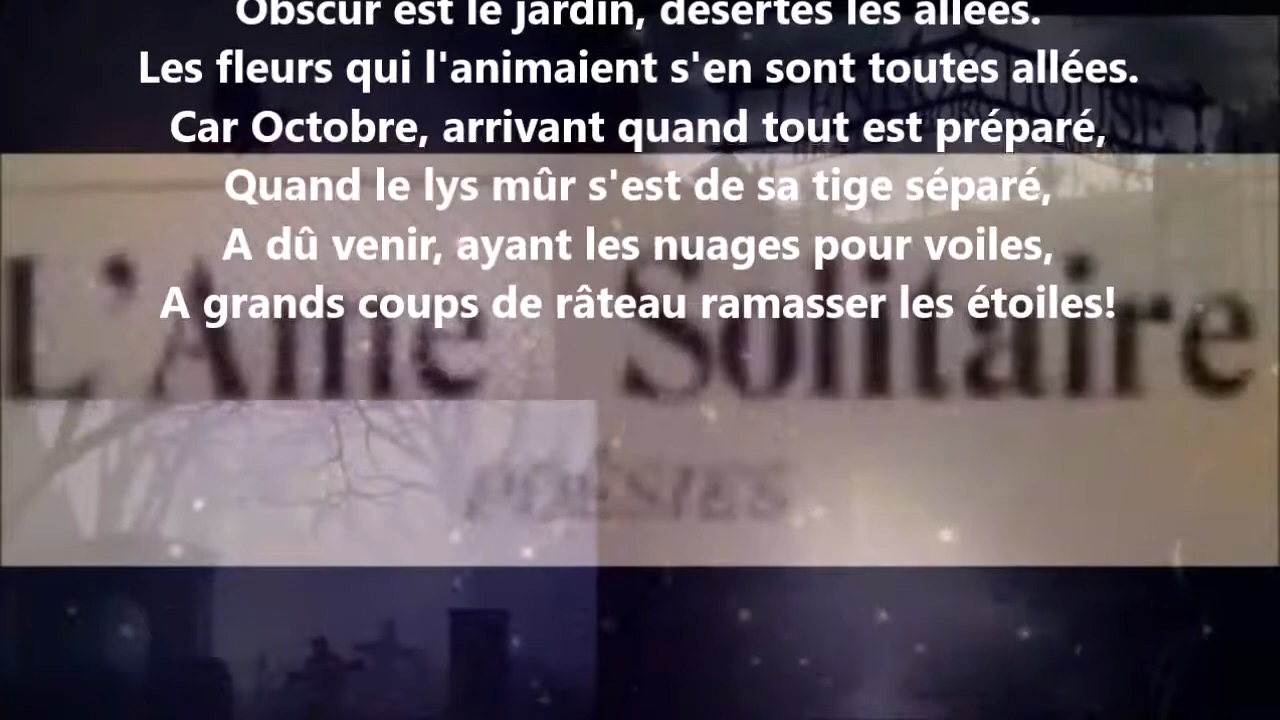 Obscur est le jardin, désertes les allées.
Les fleurs qui l'animaient s'en sont toutes allées.
Car Octobre, arrivant quand tout est préparé,
Quand le lys mûr s'est de sa tige séparé,
A dû venir, ayant les nuages pour voiles,
A grands coups de râteau ramasser les étoiles!
L'Ame Solitaire
POÉSIES